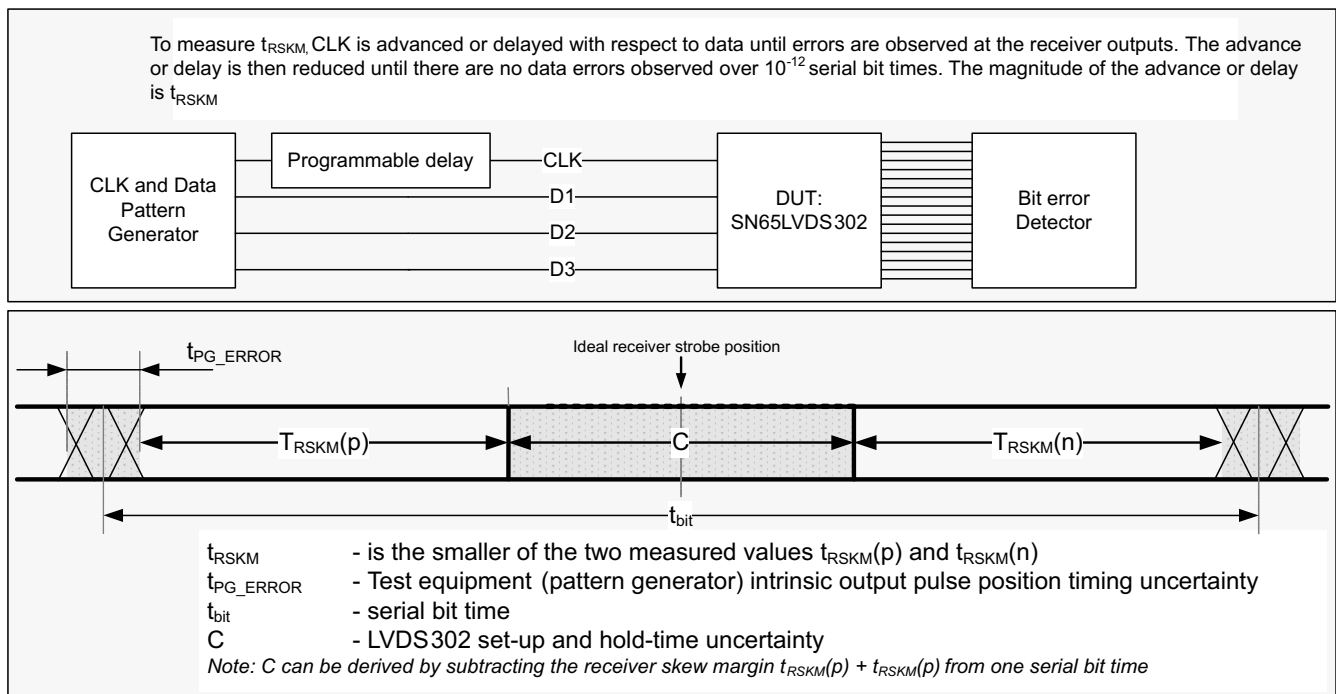 To measure tRSKM, CLK is advanced or delayed with respect to data until errors are observed at the receiver outputs. The advance
or delay is then reduced until there are no data errors observed over 10-12 serial bit times. The magnitude of the advance or delay
is tRSKM
CLK and Data
Pattern
Generator
Programmable delay
CLK
D1
D2
D3
DUT:
SN65LVDS302
Bit error
Detector
tPG_ERROR
Ideal receiver strobe position
TRSKM(p)
C
TRSKM(n)
tbit
tRSKM - is the smaller of the two measured values tRSKM(p) and tRSKM(n)
tPG_ERROR - Test equipment (pattern generator) intrinsic output pulse position timing uncertainty
tbit - serial bit time
C - LVDS302 set-up and hold-time uncertainty
Note: C can be derived by subtracting the receiver skew margin tRSKM(p) + tRSKM(p) from one serial bit time